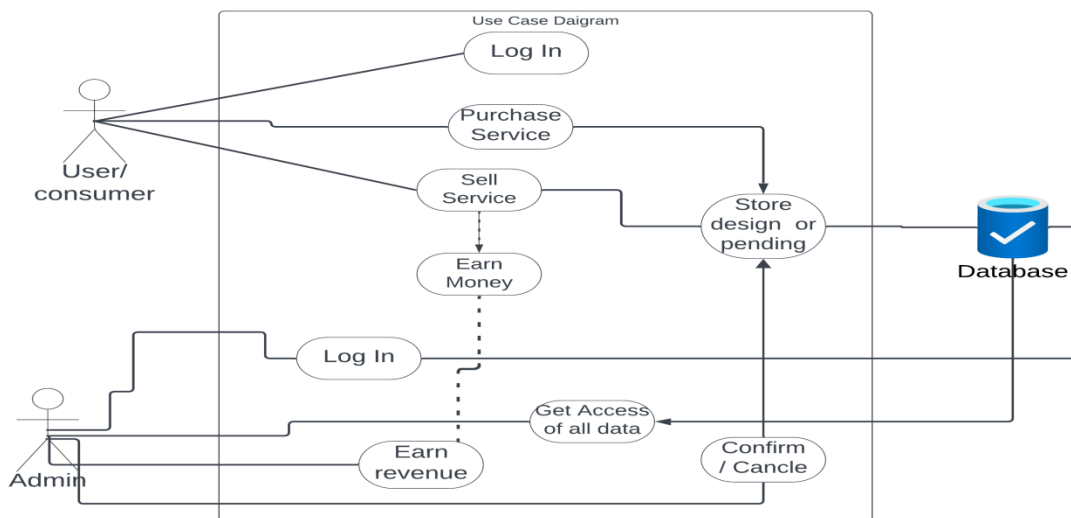 Use Case Daigram
Log In
Purchase
Service
User/
consumer
Sell
Service
Store
design or
pending
Earn
Money
Database
Log In
Get Access
of all data
Earn
revenue
Confirm
/ Cancle
Admin